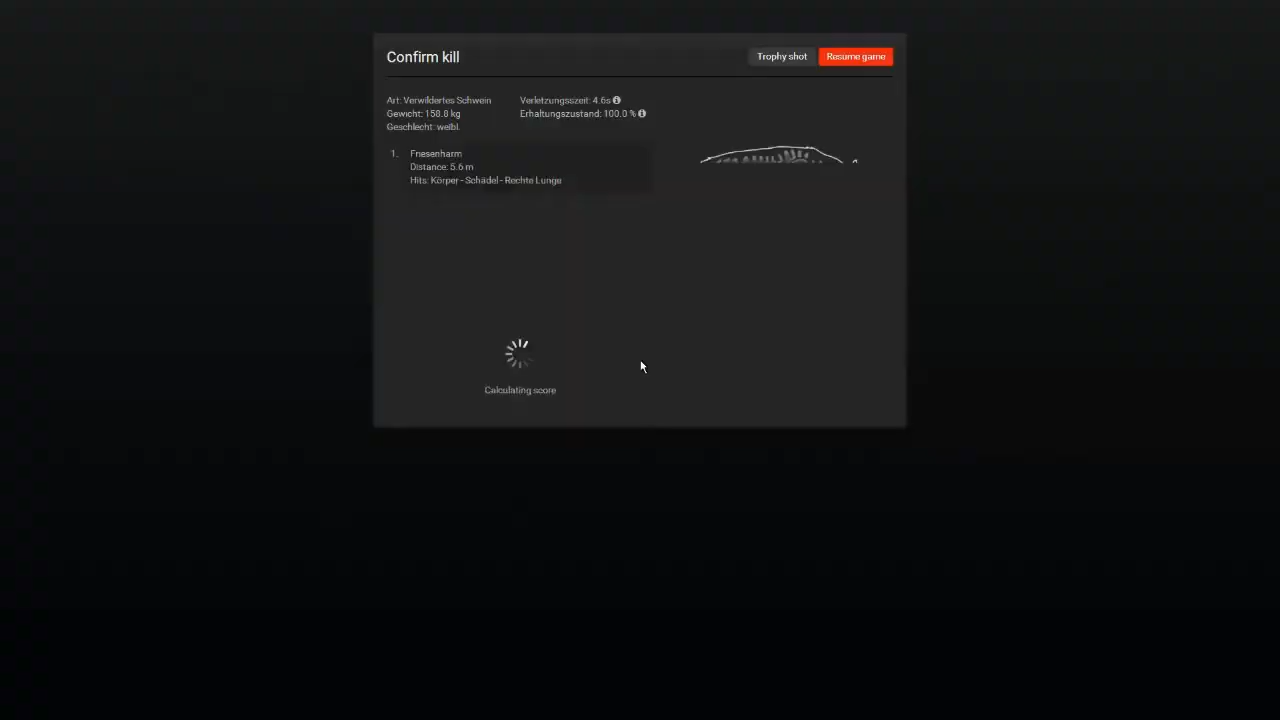 Confirm kill
Trophy shot
Resume game
Art: Verwildertes Schwein
Gewicht: 158.8 kg
Geschlecht: weibl.
Verletzungsszeit: 4.6s
Erhaltungszustand: 100.0 %
1. Friesenharm
Distance: 5.6 m
Hits: Körper - Schädel - Rechte Lunge
Calculating score